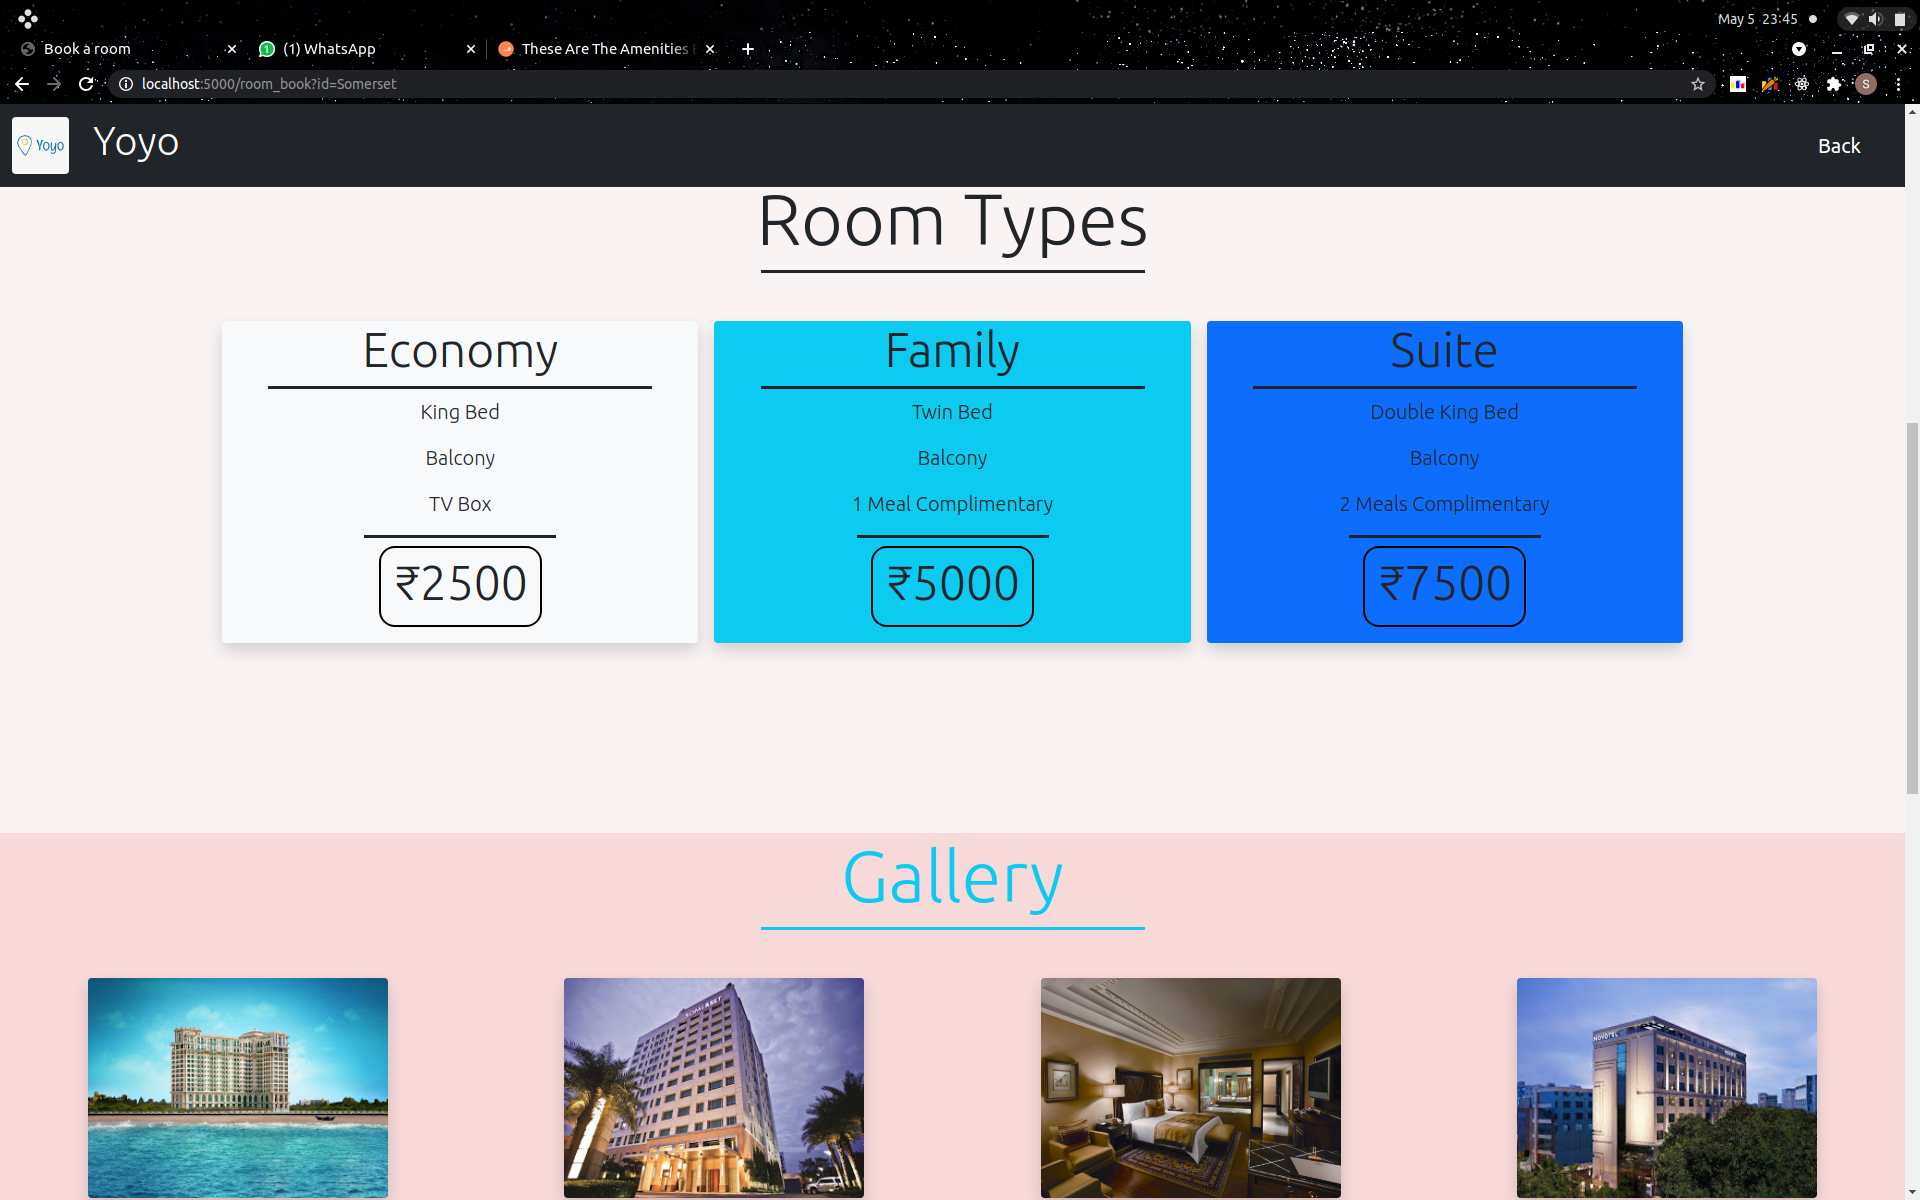 May 5 23:45
Book a room
(1) WhatsApp
These Are The Amenities
localhost:5000/room_book?id=Somerset
S
Yoyo
Yoyo
Back
Room Types
Economy
King Bed
Balcony
TV Box
₹2500
Family
Twin Bed
Balcony
1 Meal Complimentary
₹5000
Suite
Double King Bed
Balcony
2 Meals Complimentary
₹7500
Gallery
SOMERSET
NOVOTEL